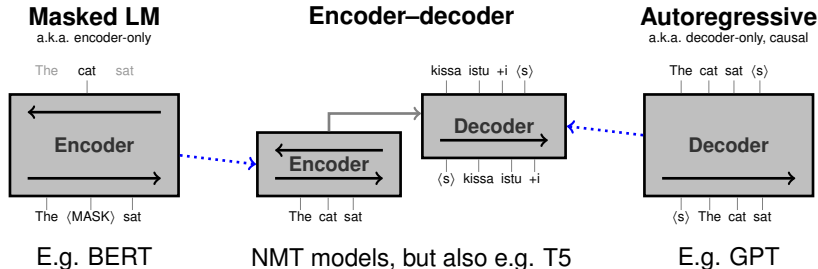 Masked LM
a.k.a. encoder-only
The cat sat
Encoder
The ⟨MASK⟩ sat
E.g. BERT
Encoder–decoder
kissa istu +i ⟨s⟩
Decoder
⟨s⟩ kissa istu +i
Encoder
The cat sat
NMT models, but also e.g. T5
Autoregressive
a.k.a. decoder-only, causal
The cat sat ⟨s⟩
Decoder
⟨s⟩ The cat sat
E.g. GPT